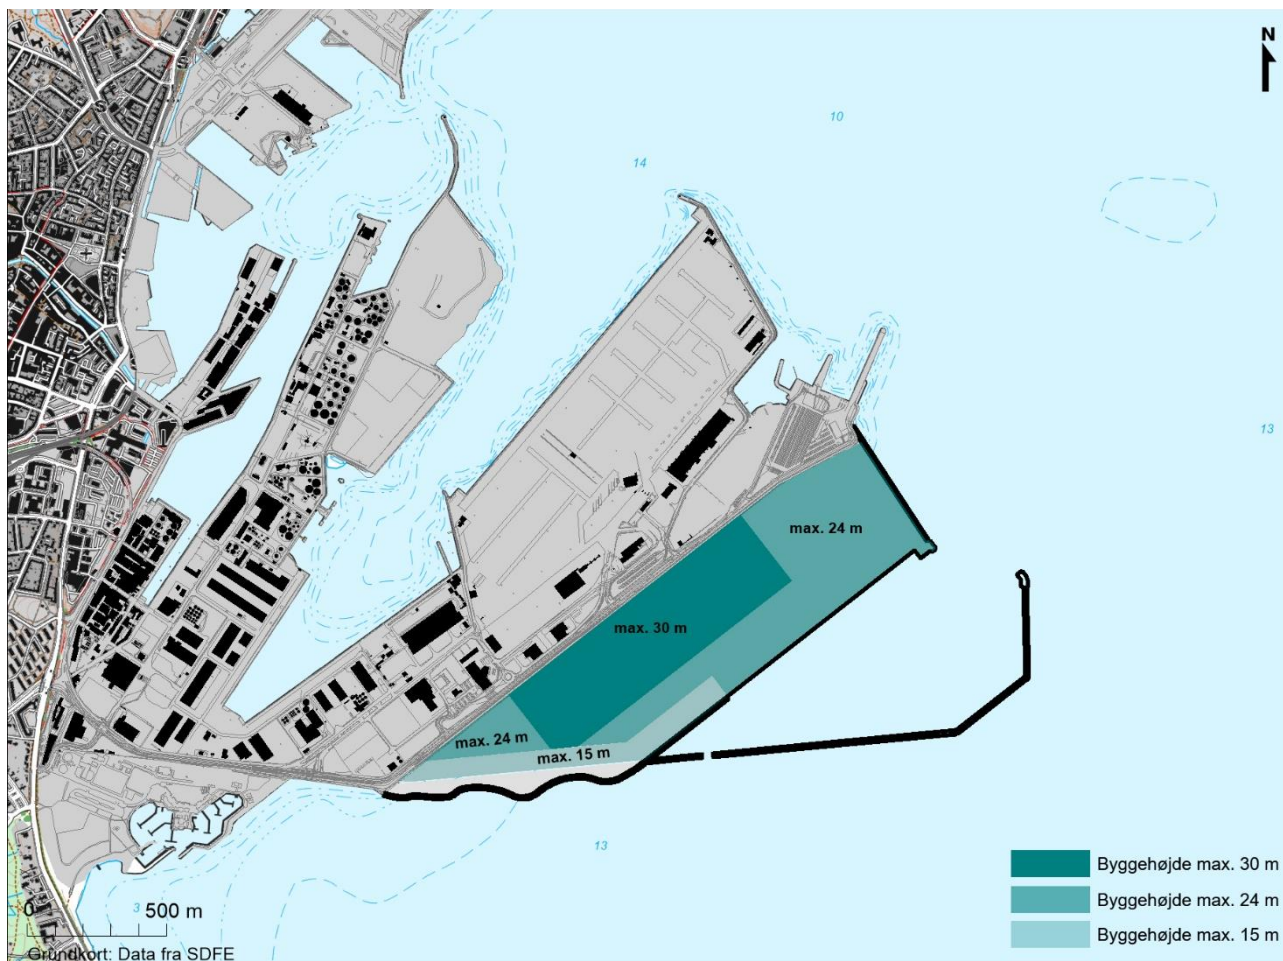 N
10
14
13
max. 24 m
max. 30 m
max. 24 m
max. 15 m
13
Byggehøjde max. 30 m
Byggehøjde max. 24 m
Byggehøjde max. 15 m
3
0 500 m
Grundkort: Data fra SDFE